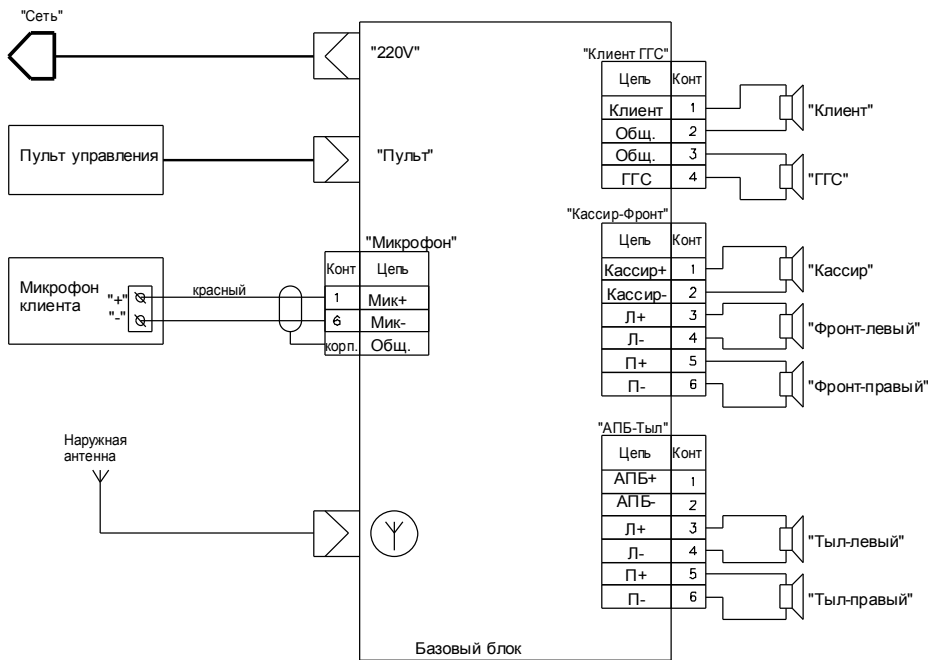 "Сеть"
"220V"
Пульт управления
"Пульт"
"Микрофон"
Конт Цепь
1 Мик+
6 Мик-
корп. Общ.
Микрофон
клиента
"+"
"-"
красный
Наружная
антенна
"Клиент ГГС"
Цепь Конт
Клиент 1
Общ. 2
Общ. 3
ГГС 4
"Клиент"
"ГГС"
"Кассир-Фронт"
Цепь Конт
Кассир+ 1
Кассир- 2
Л+ 3
Л- 4
П+ 5
П- 6
"Кассир"
"Фронт-левый"
"Фронт-правый"
"АПБ-Тыл"
Цепь Конт
АПБ+ 1
АПБ- 2
Л+ 3
Л- 4
П+ 5
П- 6
"Тыл-левый"
"Тыл-правый"
Базовый блок